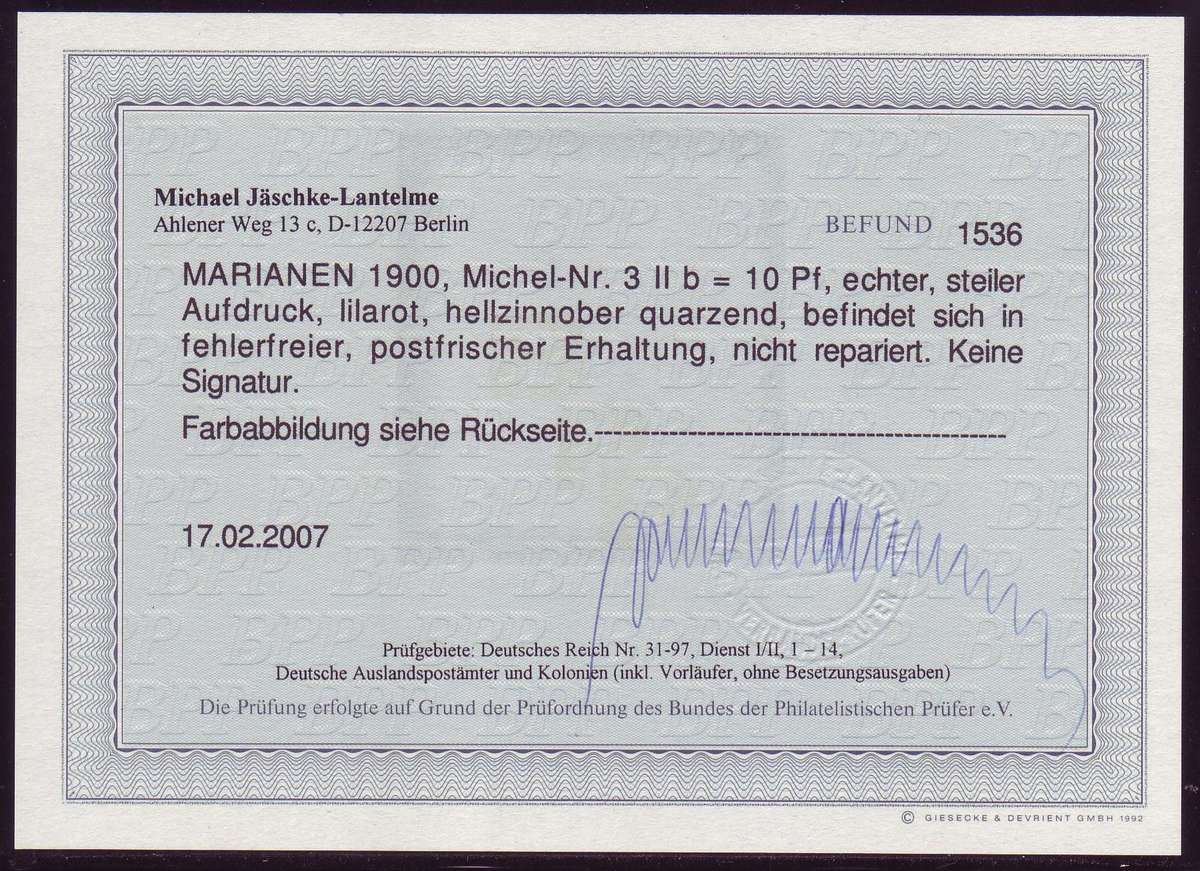 Michael Jäschke-Lantelme
Ahlener Weg 13 c, D-12207 Berlin
BEFUND 1536
MARIANEN 1900, Michel-Nr. 3 II b = 10 Pf, echter, steiler
Aufdruck, lilarot, hellzinnober quarzend, befindet sich in
fehlerfreier, postfrischer Erhaltung, nicht repariert. Keine
Signatur.
Farbabbildung siehe Rückseite.--------------------------------------------
17.02.2007
Prüfgebiete: Deutsches Reich Nr. 31-97, Dienst I/II, 1 – 14,
Deutsche Auslandspostämter und Kolonien (inkl. Vorläufer, ohne Besetzungsausgaben)
Die Prüfung erfolgte auf Grund der Prüfordnung des Bundes der Philatelistischen Prüfer e.V.
© GIESECKE & DEVRIENT GMBH 1992